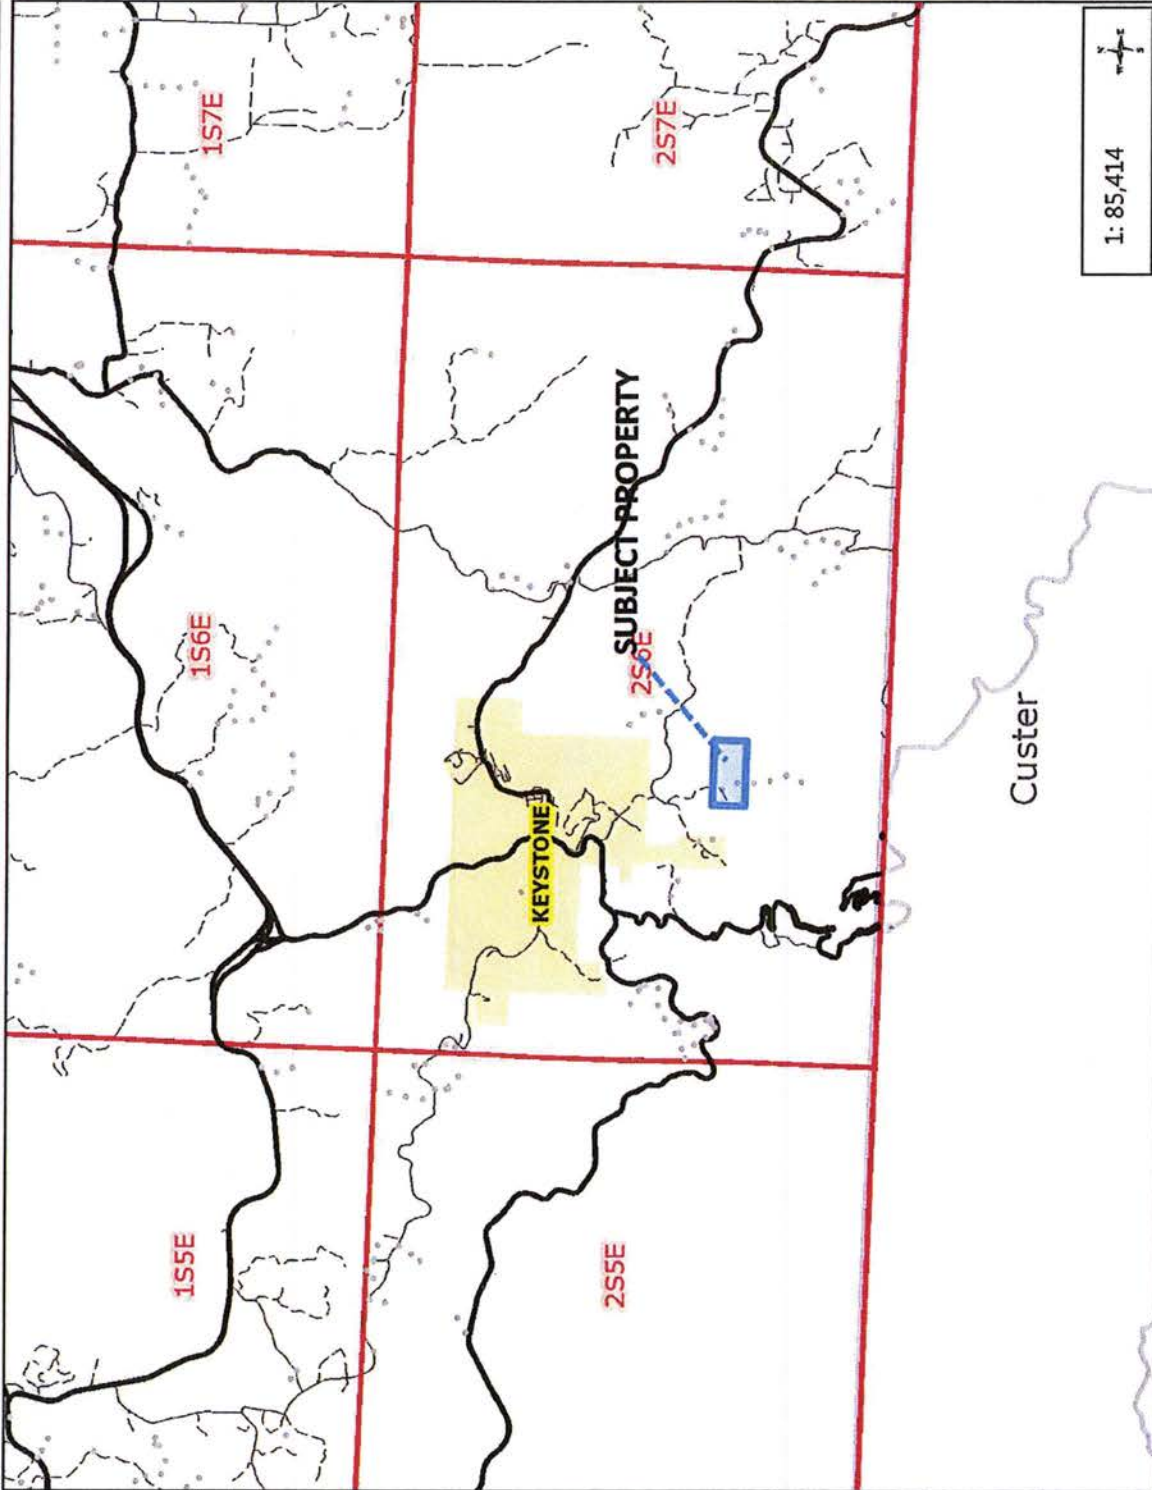 1S5E
1S6E
1S7E
KEYSTONE
SUBJECT PROPERTY
2S5E
2S6E
2S7E
Custer
1: 85,414
N
W E
S